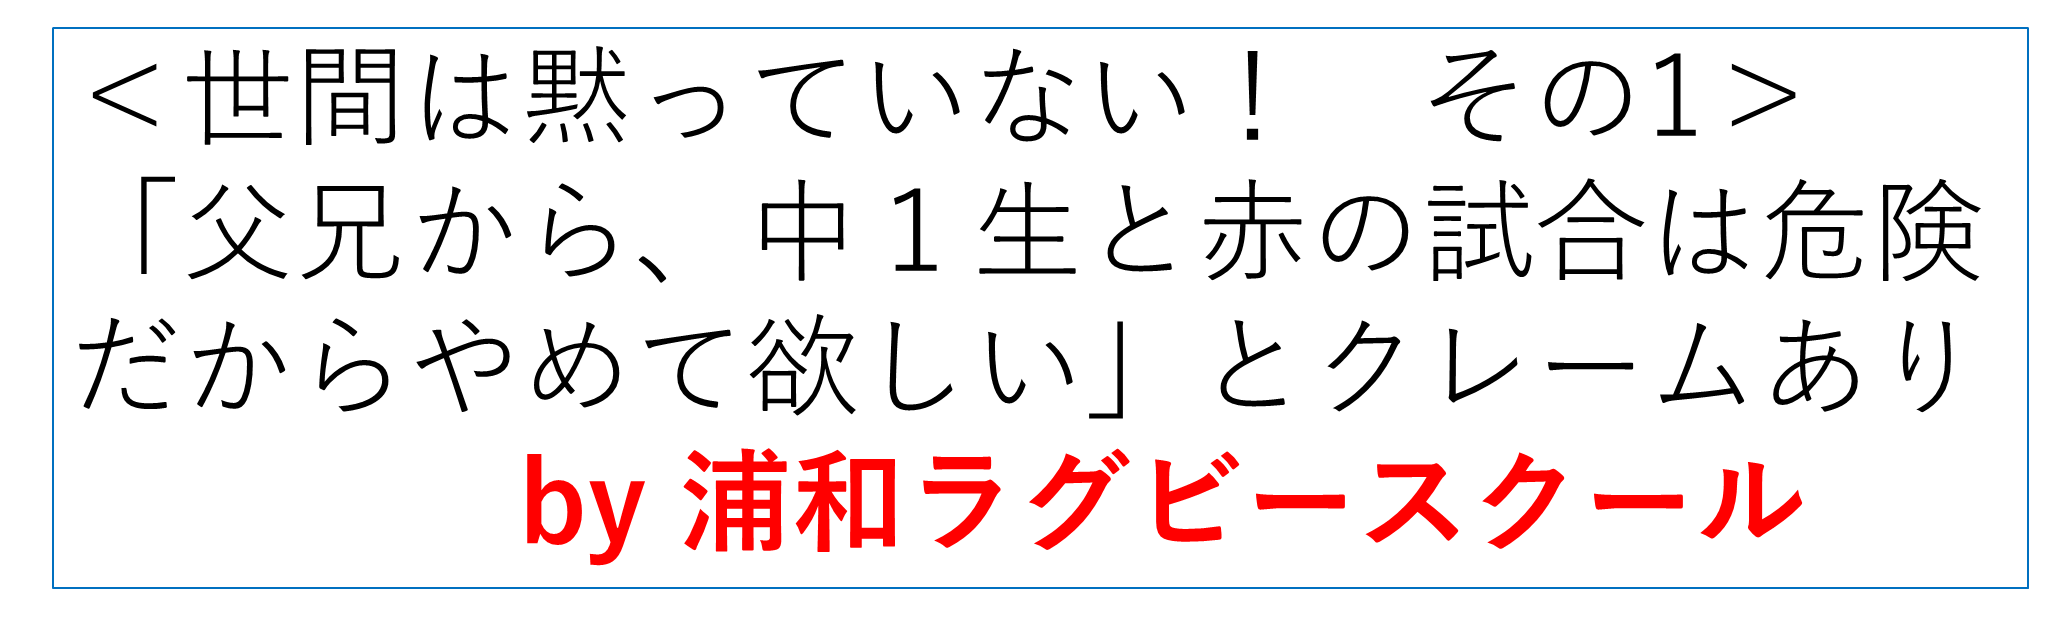 ＜世間は黙っていない！　その1＞
「父兄から、中１生と赤の試合は危険
だからやめて欲しい」とクレームあり
by 浦和ラグビースクール